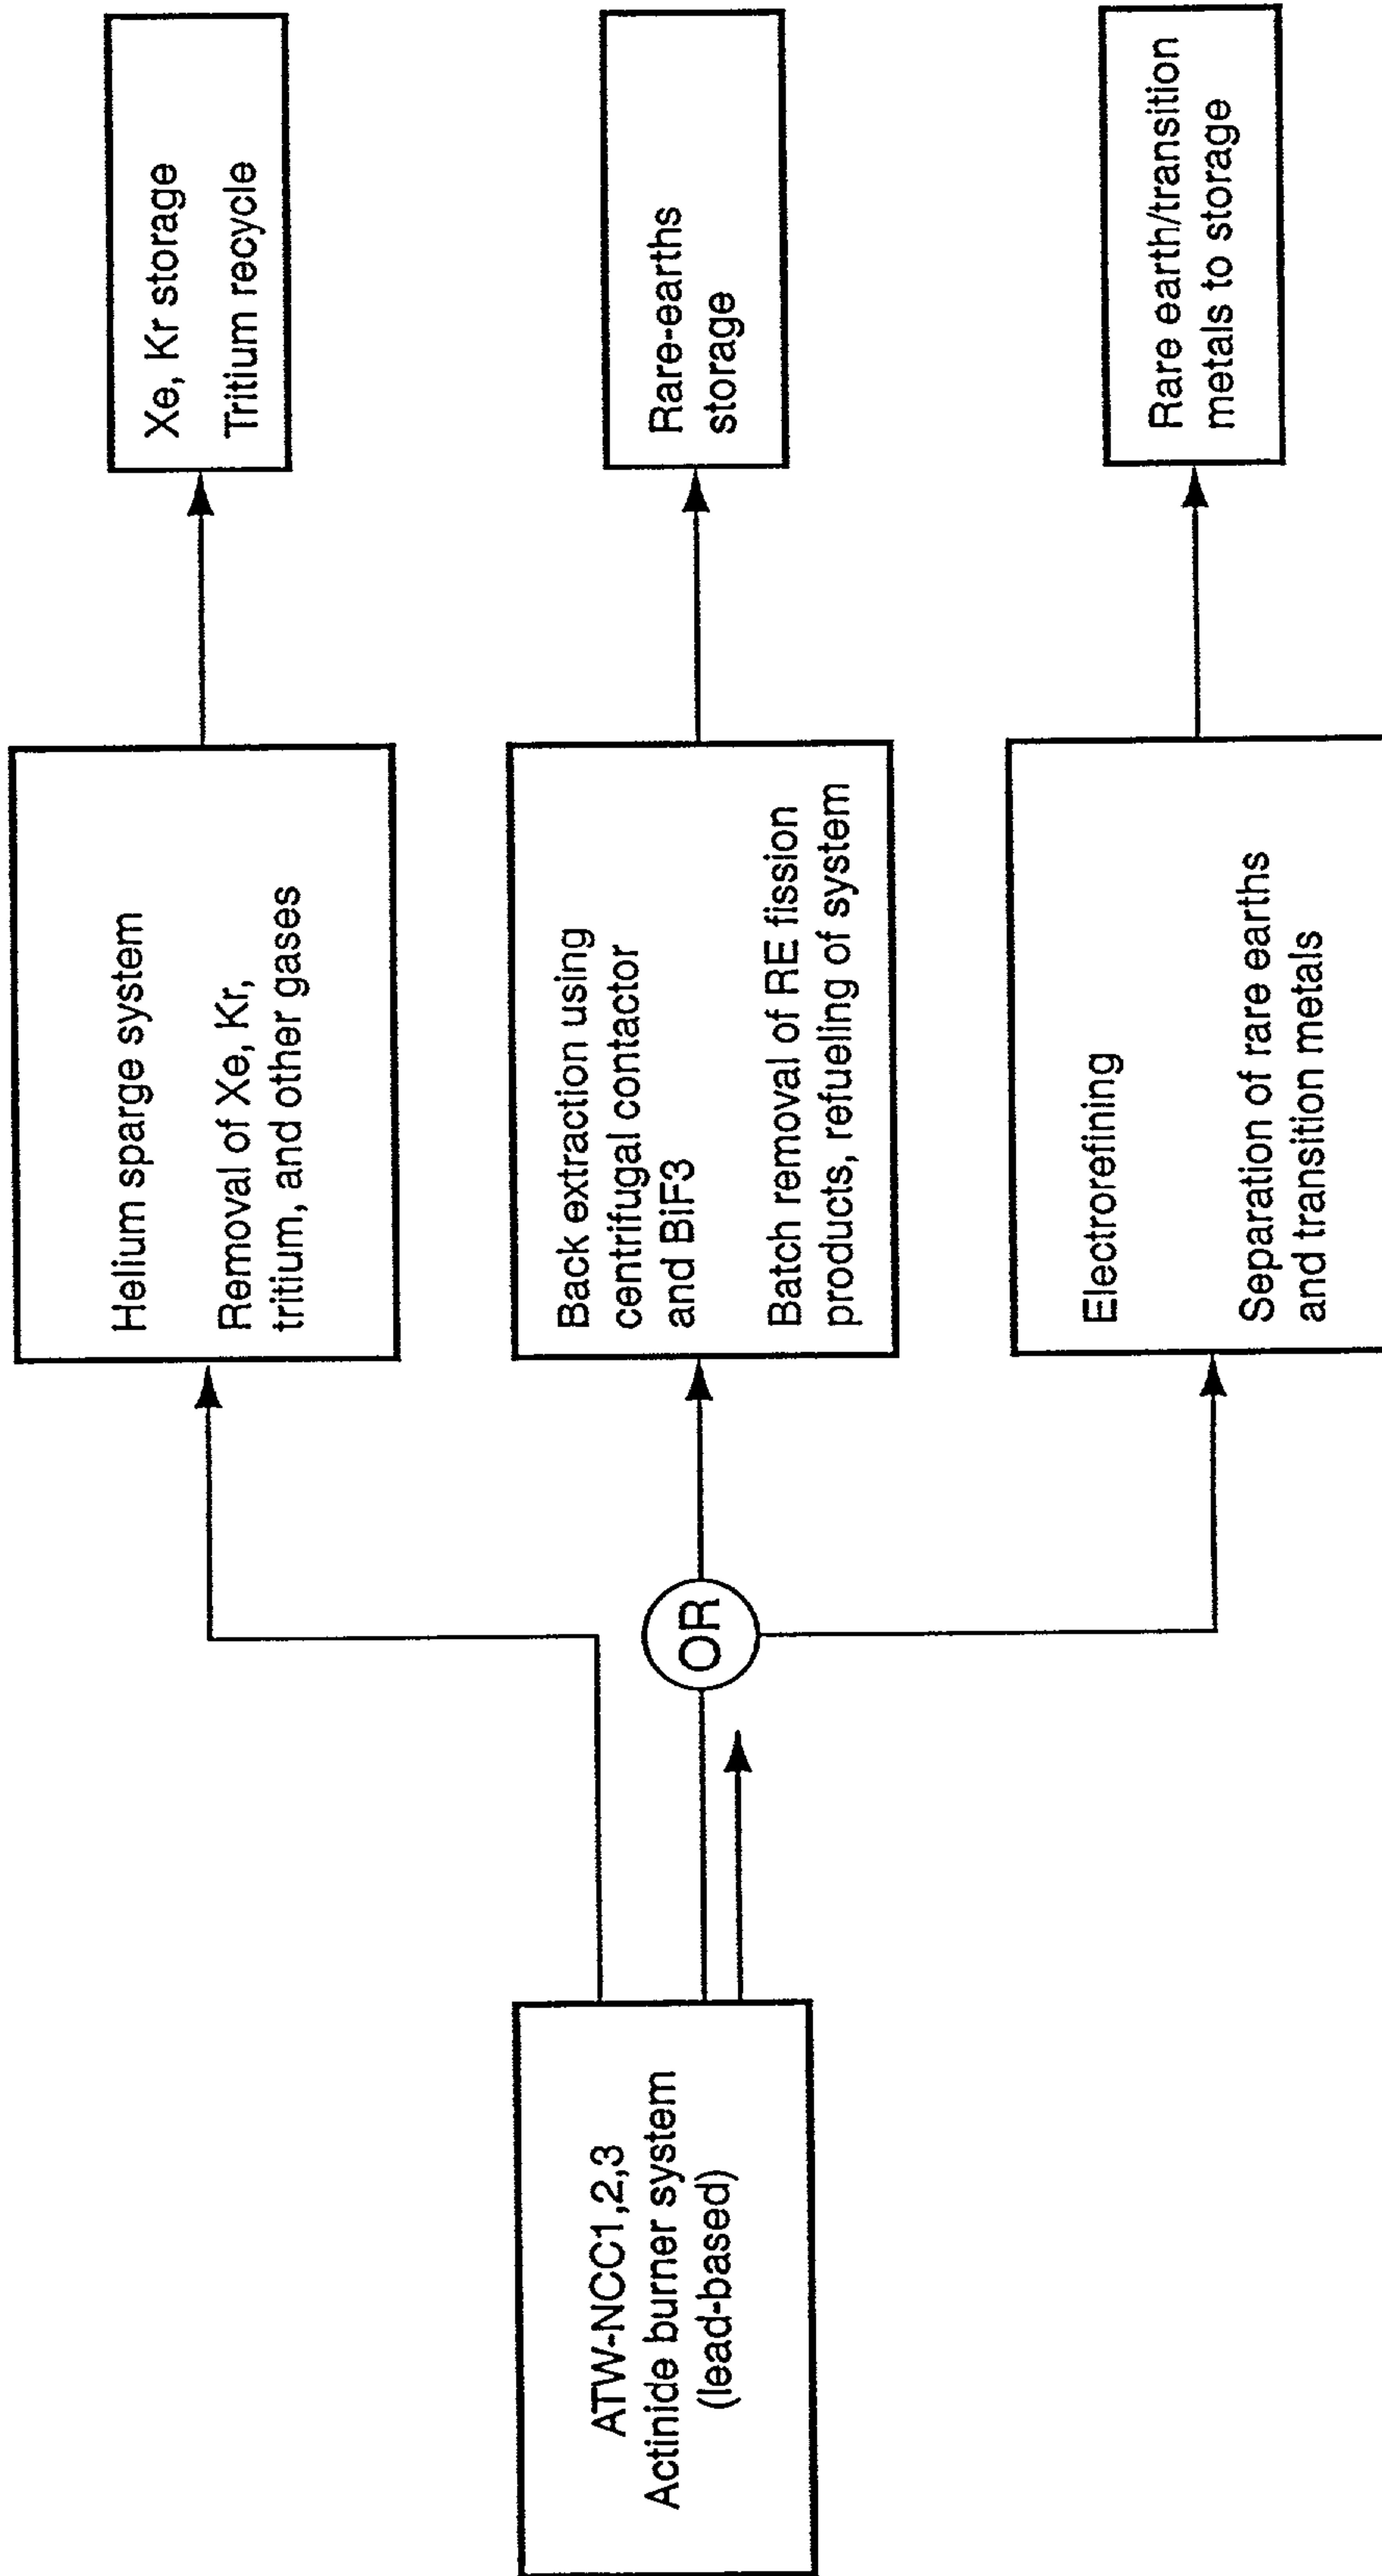 ATW-NCC1,2,3
Actinide burner system
(lead-based)
OR
Helium sparge system
Removal of Xe, Kr,
tritium, and other gases
Xe, Kr storage
Tritium recycle
Back extraction using
centrifugal contactor
and BiF3
Batch removal of RE fission
products, refueling of system
Rare-earths
storage
Electrorefining
Separation of rare earths
and transition metals
Rare earth/transition
metals to storage